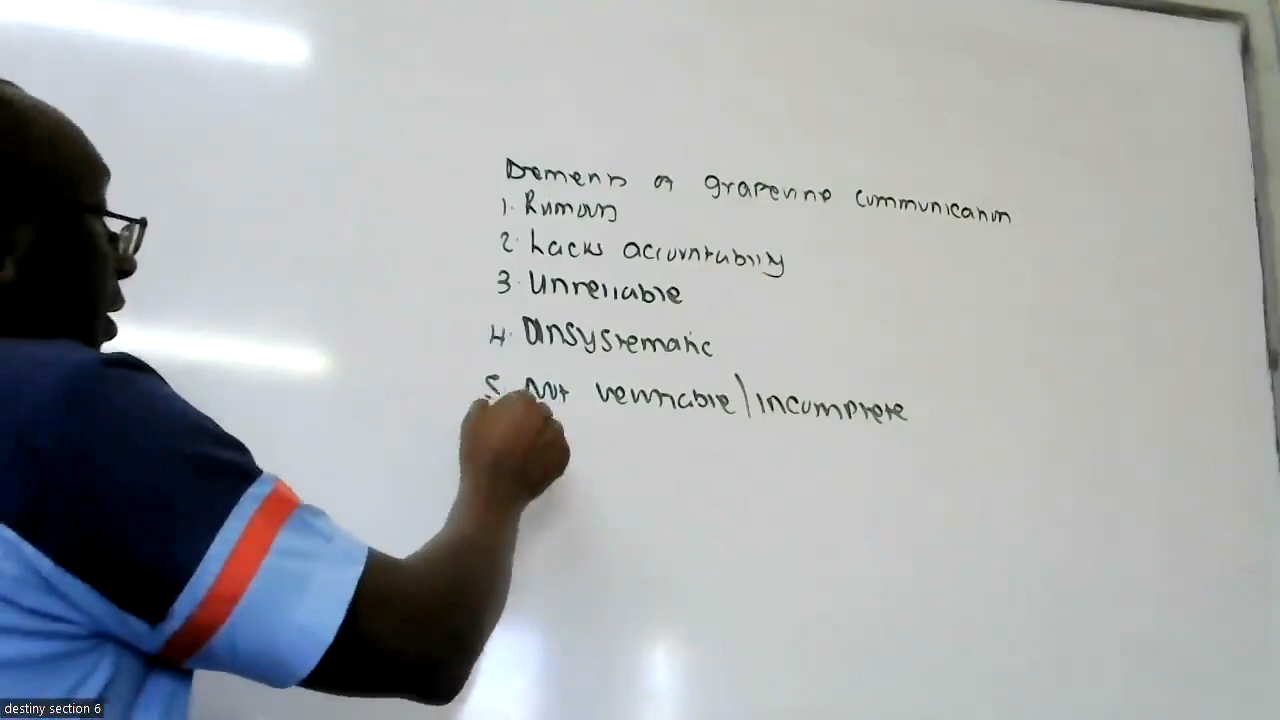 Demerits of grapevine communication
1. Rumours
2. Lacks accountability
3. Unreliable
4. Unsystematic
5. Not verifiable/incomplete
destiny section 6